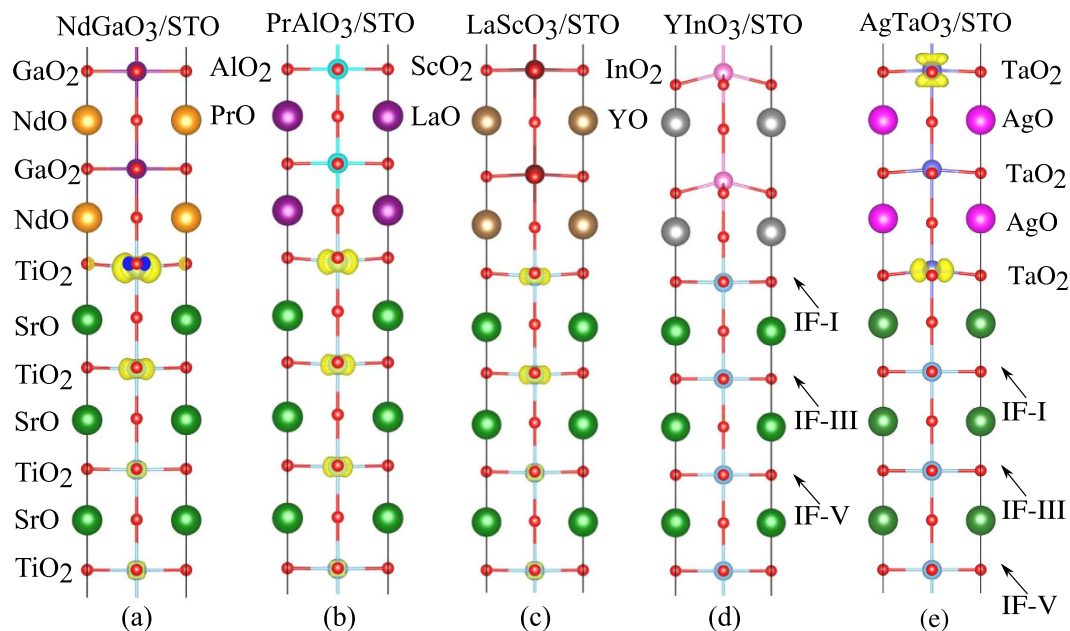 NdGaO3/STO
PrAlO3/STO
LaScO3/STO
YInO3/STO
AgTaO3/STO
GaO2
NdO
GaO2
NdO
TiO2
SrO
TiO2
SrO
TiO2
SrO
TiO2
(a)
AlO2
PrO
(b)
ScO2
LaO
(c)
InO2
YO
IF-I
IF-III
IF-V
(d)
TaO2
AgO
TaO2
AgO
TaO2
IF-I
IF-III
IF-V
(e)